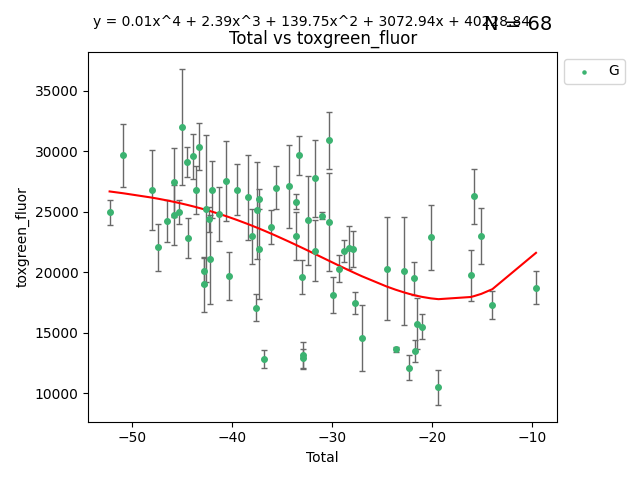 y = 0.01x^4 + 2.39x^3 + 139.75x^2 + 3072.94x +
N = 68
Total vs toxgreen_fluor
G
35000
30000
25000
20000
15000
10000
toxgreen_fluor
−50 −40 −30 −20 −10
Total